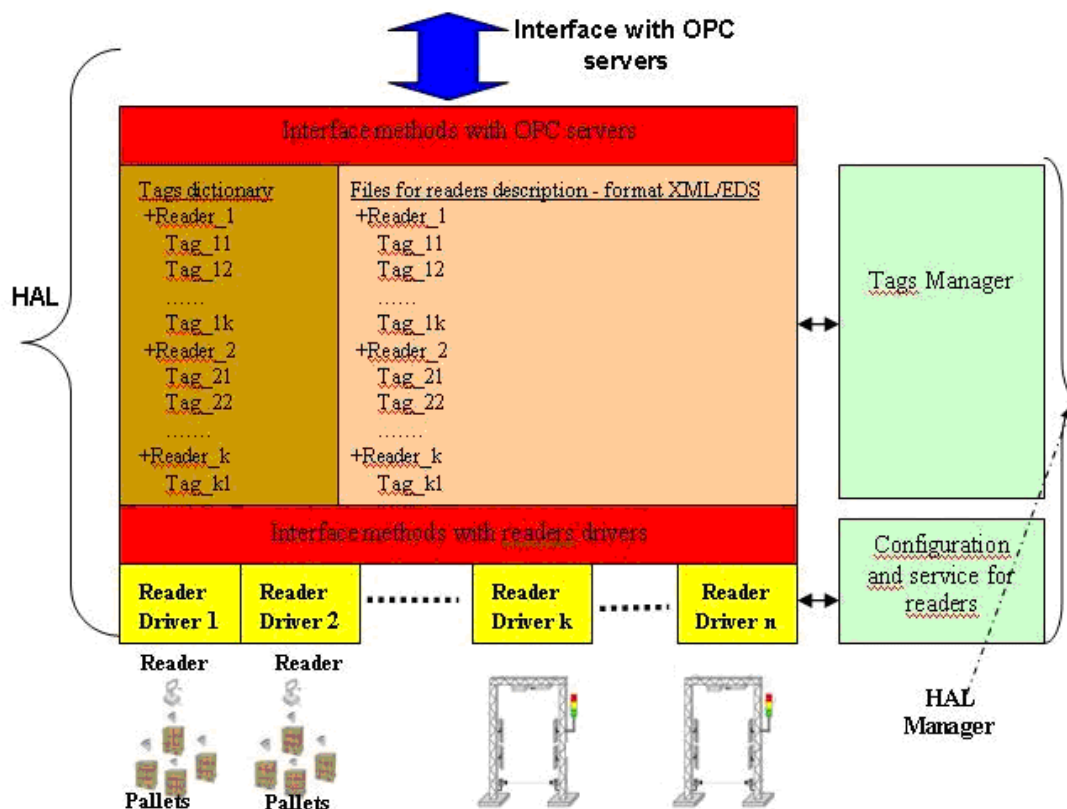 Interface with OPC
servers
Interface methods with OPC servers
Tags dictionary
+Reader_1
Tag_11
Tag_12
......
Tag_1k
+Reader_2
Tag_21
Tag_22
.......
+Reader_k
Tag_k1
Files for readers description - format XML/EDS
+Reader_1
Tag_11
Tag_12
......
Tag_1k
+Reader_2
Tag_21
Tag_22
.......
+Reader_k
Tag_k1
HAL
Tags Manager
Interface methods with readers' drivers
Configuration
and service for
readers
Reader
Driver 1
Reader
Driver 2
Reader
Driver k
Reader
Driver n
Reader
Reader
HAL
Manager
Pallets
Pallets